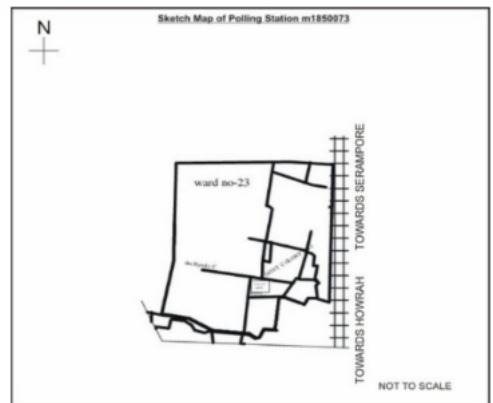 Sketch Map of Polling Station m1850073
N
TOWARDS SERAMPORE
ward no-23
TOWARDS HOWRAH
NOT TO SCALE